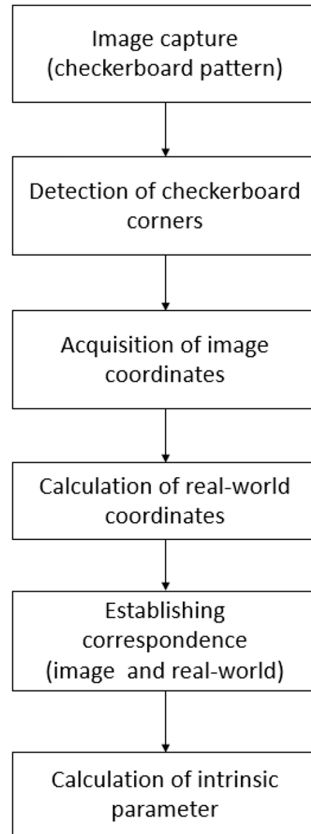 Image capture
(checkerboard pattern)
Detection of checkerboard
corners
Acquisition of image
coordinates
Calculation of real-world
coordinates
Establishing
correspondence
(image and real-world)
Calculation of intrinsic
parameter